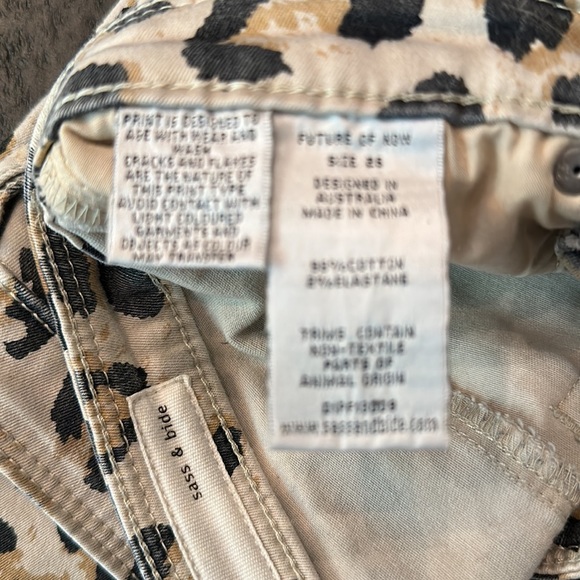 PRINT IS DESIGNED TO
AGE WITH WEAR AND
WASH
CRACKS AND FLAKES
ARE THE NATURE OF
THIS PRINT TYPE
AVOID CONTACT WITH
LIGHT COLOURED
GARMENTS AND
OBJECTS AS COLOUR
MAY TRANSFER
FUTURE OF NOW
SIZE 26
DESIGNED IN
AUSTRALIA
MADE IN CHINA
98%COTTON
2%ELASTANE
TRIMS CONTAIN
NON-TEXTILE
PARTS OF
ANIMAL ORIGIN
www.sassandbide.com
sass & bide